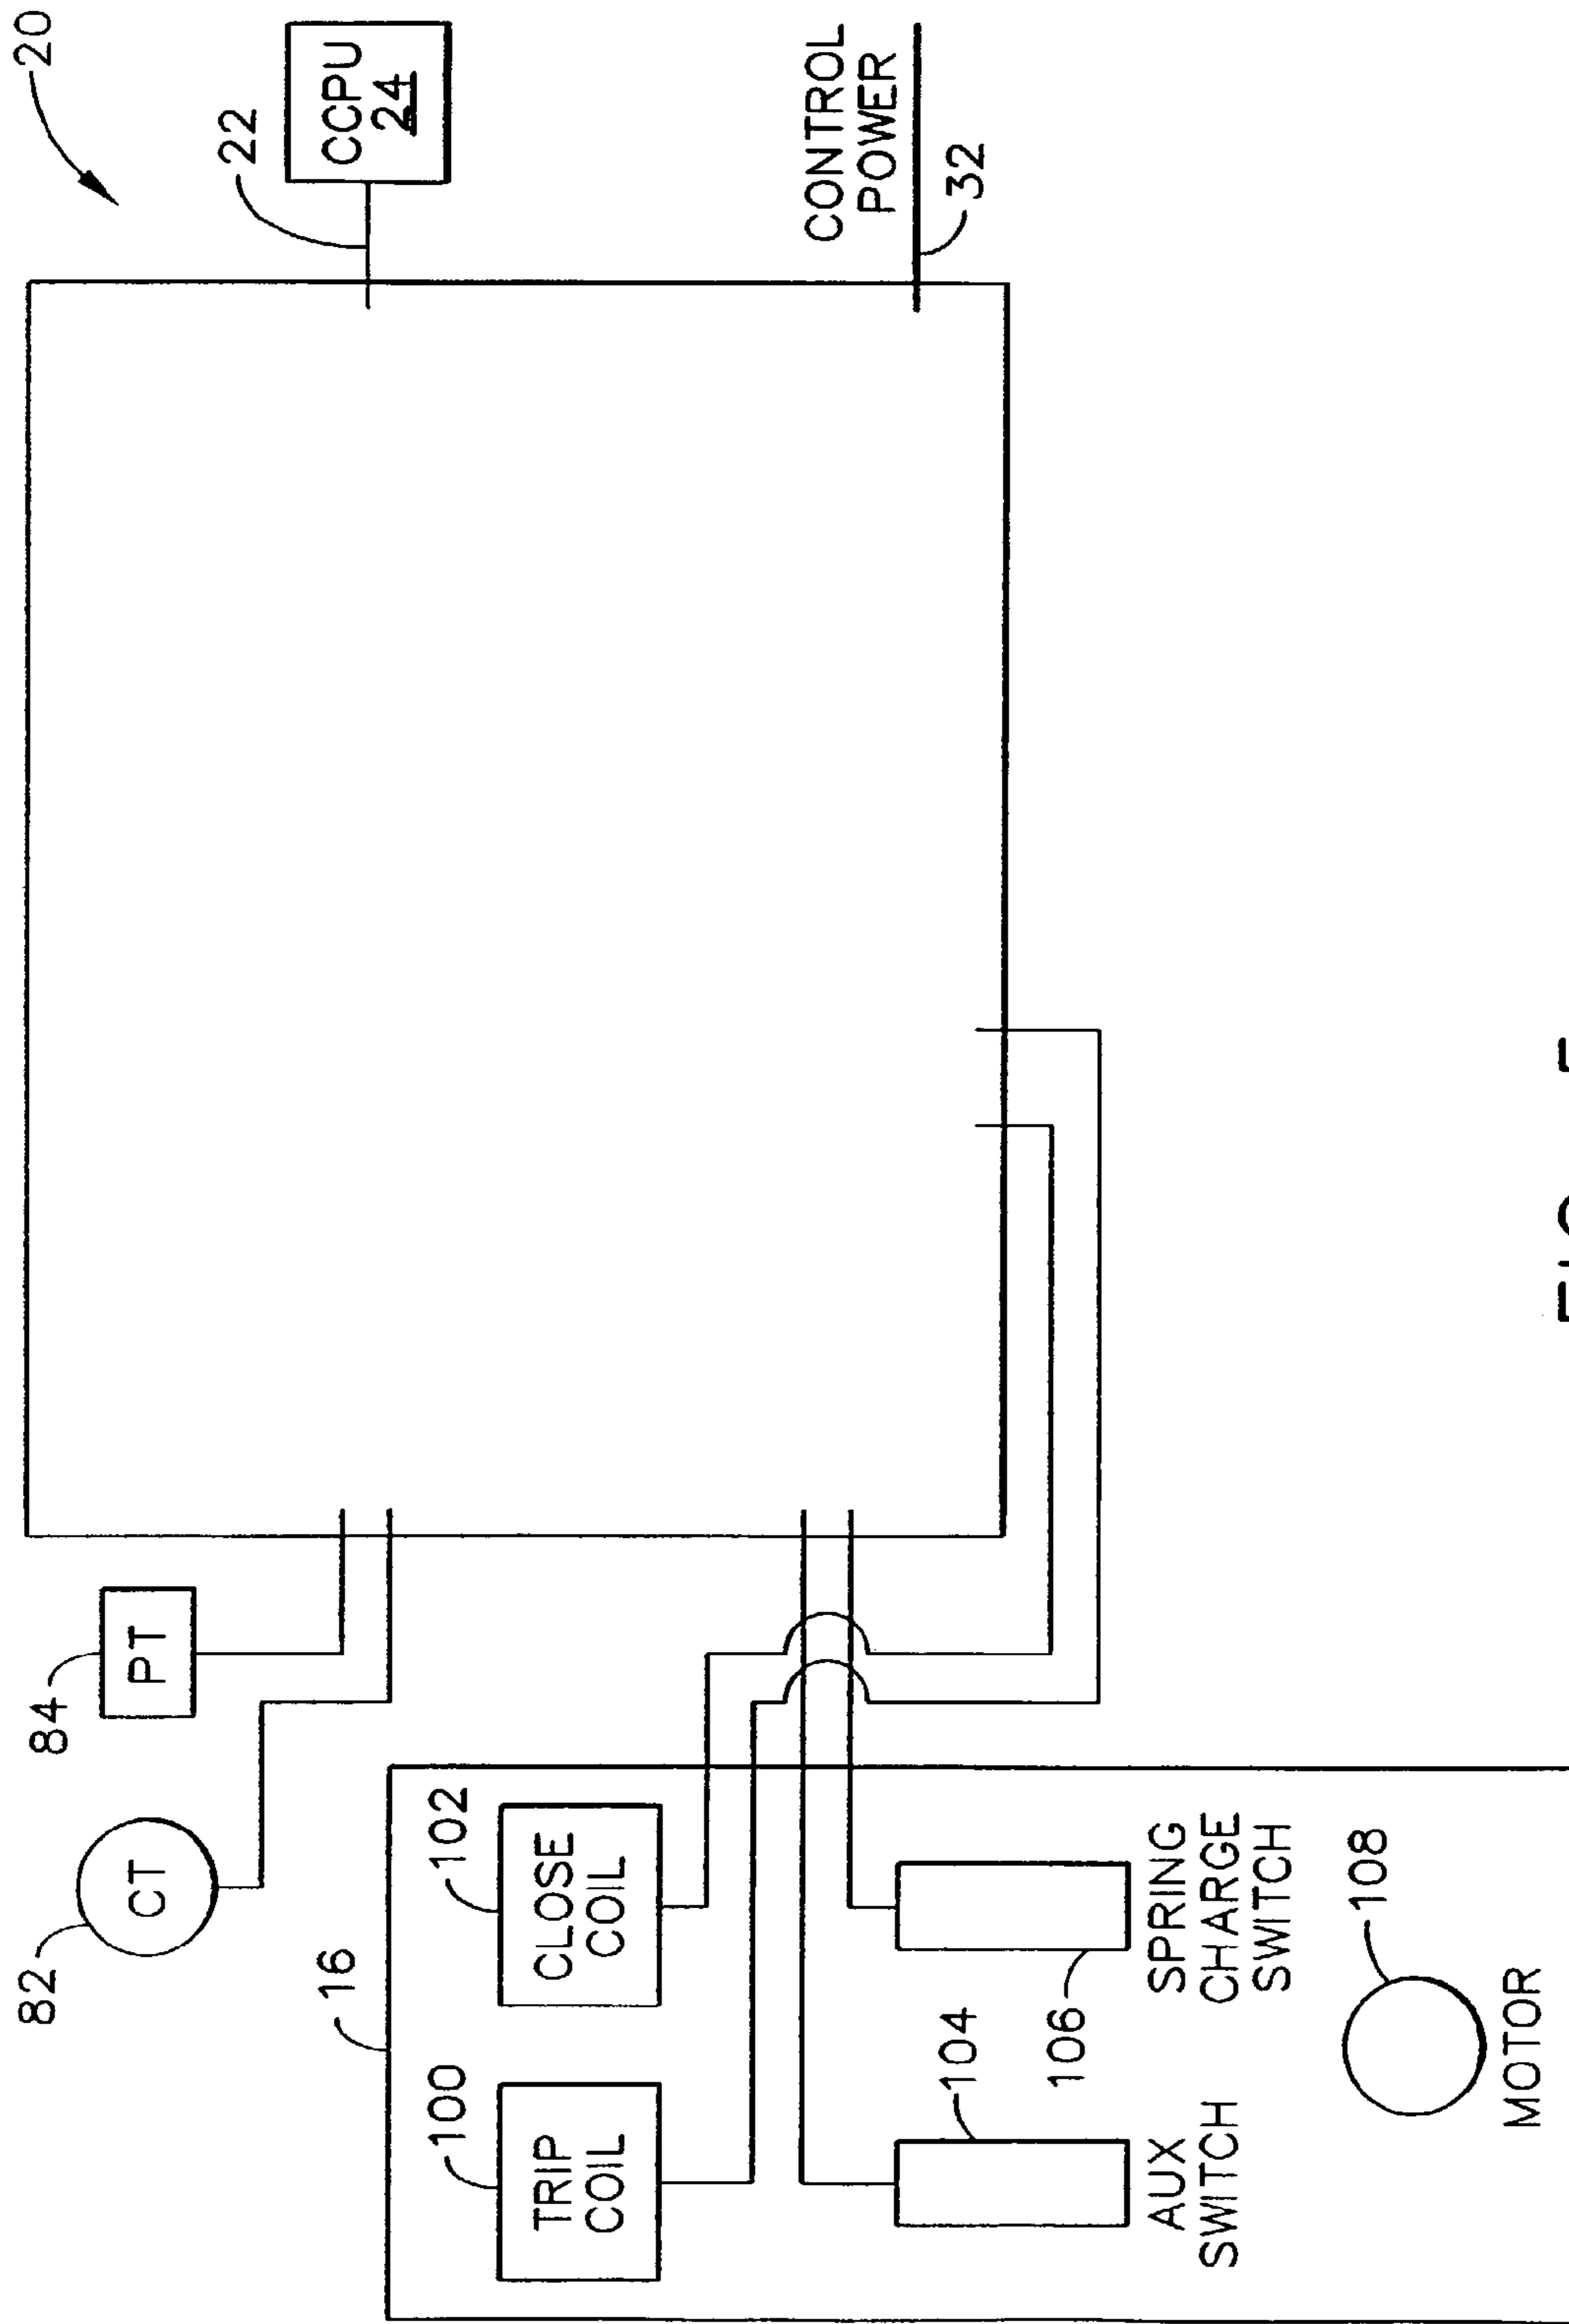 20
22
CCPU
24
CONTROL
POWER
32
84
PT
82
CT
16
100
TRIP
COIL
102
CLOSE
COIL
104
AUX
SWITCH
106
SPRING
CHARGE
SWITCH
108
MOTOR